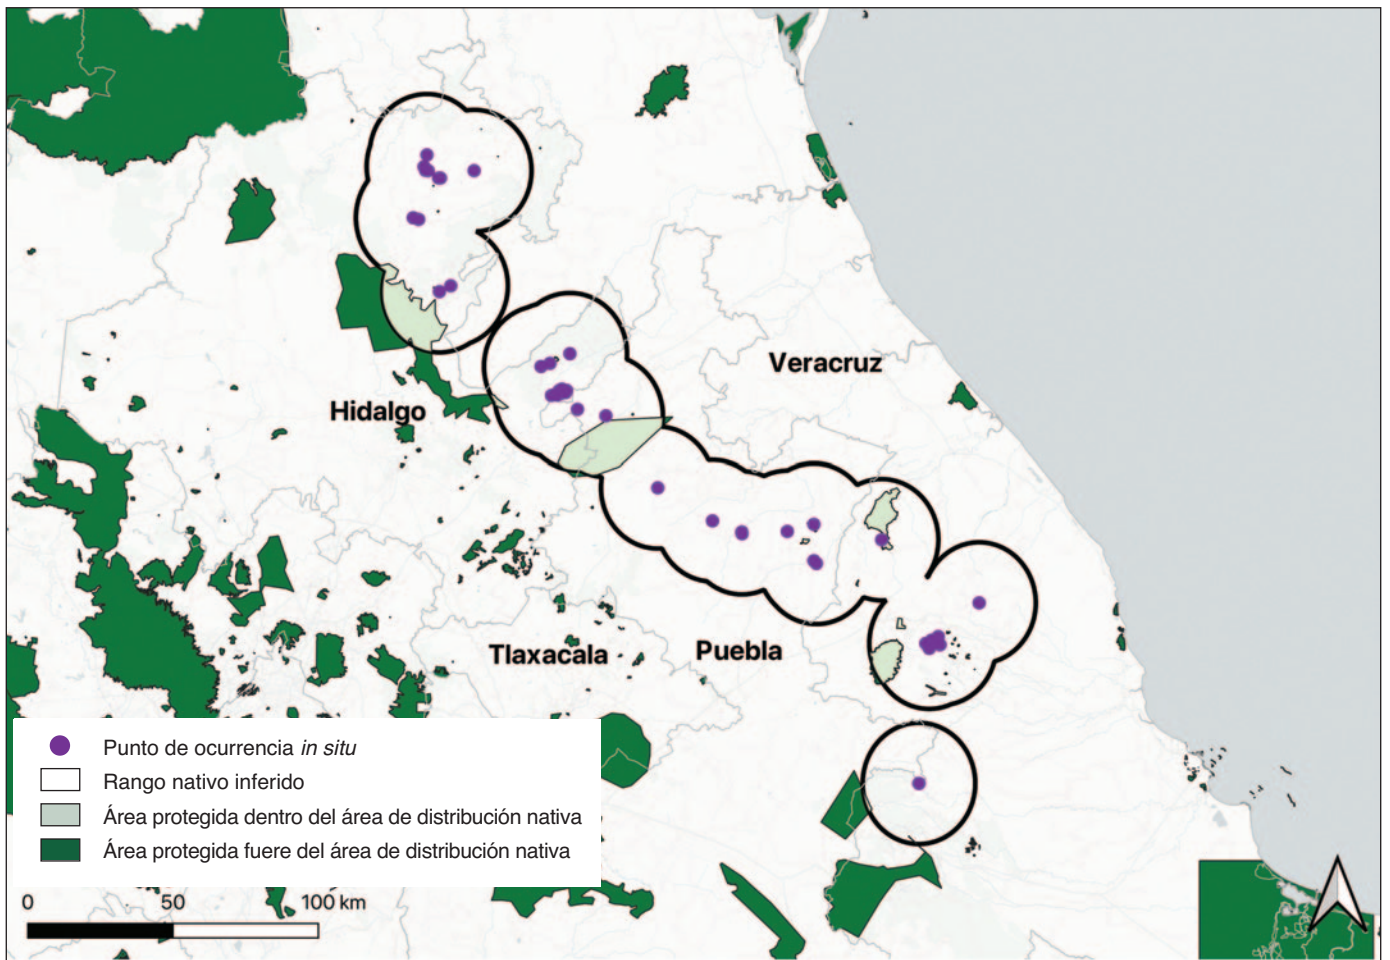 Veracruz
Hidalgo
Tlaxacala
Puebla
Punto de ocurrencia in situ
Rango nativo inferido
Área protegida dentro del área de distribución nativa
Área protegida fuere del área de distribución nativa
0 50 100 km